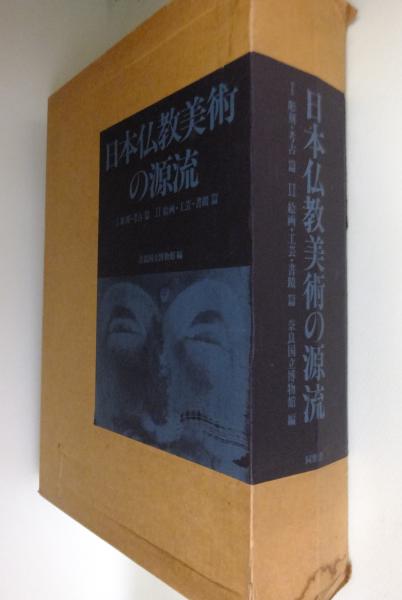 日本仏教美術
の源流
I 彫刻・考古 篇 II 絵画・工芸・書蹟 篇
奈良国立博物館 編
日本仏教美術の源流
I 彫刻・考古 篇 II 絵画・工芸・書蹟 篇 奈良国立博物館 編